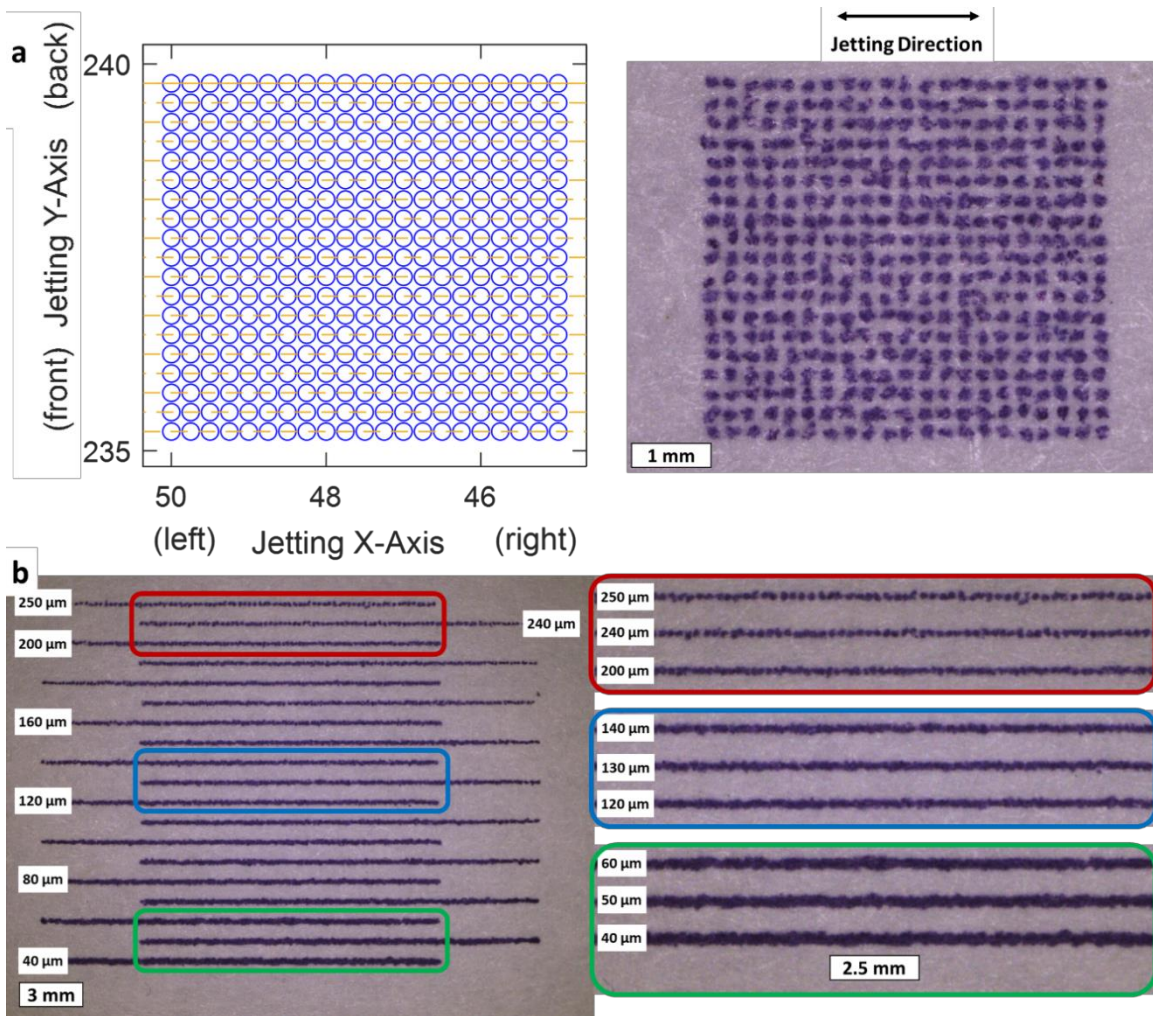 a
Jetting Y-Axis (back)
(front)
240
235
50 48 46
(left) Jetting X-Axis (right)
Jetting Direction
1 mm
b
250 µm
240 µm
200 µm
160 µm
120 µm
80 µm
40 µm
3 mm
250 µm
240 µm
200 µm
140 µm
130 µm
120 µm
60 µm
50 µm
40 µm
2.5 mm